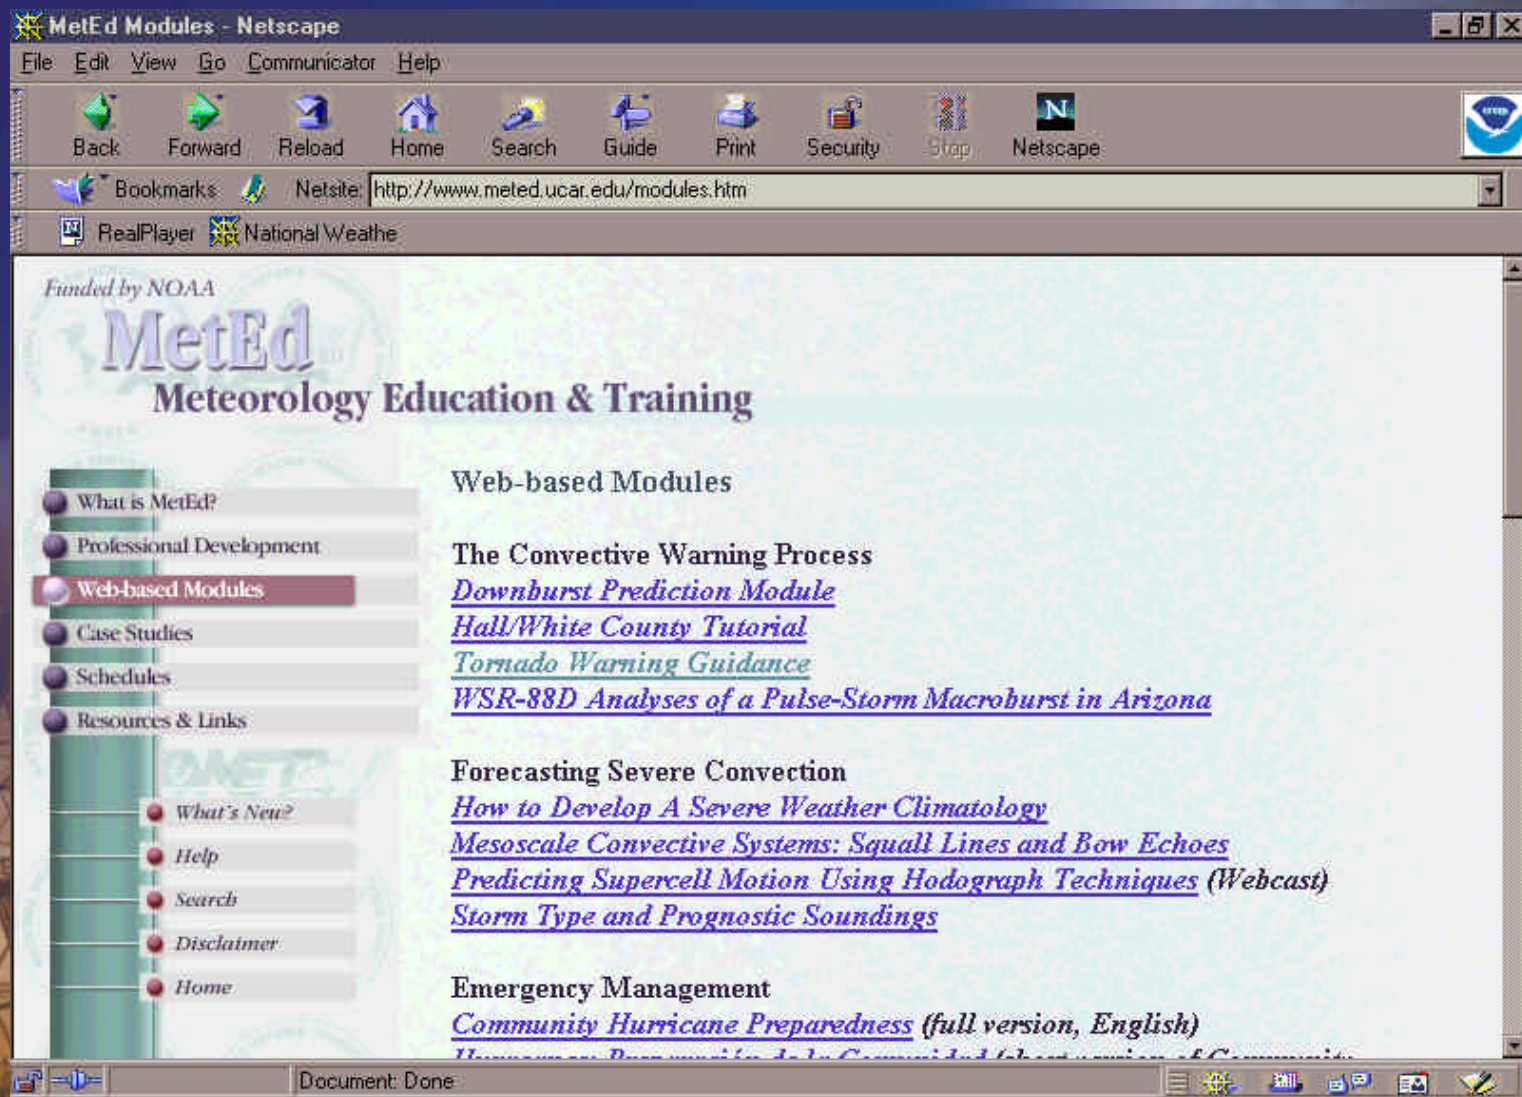 MetEd Modules - Netscape
File Edit View Go Communicator Help
Back Forward Reload Home Search Guide Print Security Stop Netscape
Bookmarks Netsite: http://www.meted.ucar.edu/modules.htm
RealPlayer National Weathe
Funded by NOAA
MetEd
Meteorology Education & Training
What is MetEd?
Professional Development
Web-based Modules
Case Studies
Schedules
Resources & Links
What's New?
Help
Search
Disclaimer
Home
Web-based Modules
The Convective Warning Process
Downburst Prediction Module
Hall/White County Tutorial
Tornado Warning Guidance
WSR-88D Analyses of a Pulse-Storm Macroburst in Arizona
Forecasting Severe Convection
How to Develop A Severe Weather Climatology
Mesoscale Convective Systems: Squall Lines and Bow Echoes
Predicting Supercell Motion Using Hodograph Techniques (Webcast)
Storm Type and Prognostic Soundings
Emergency Management
Community Hurricane Preparedness (full version, English)
Document: Done